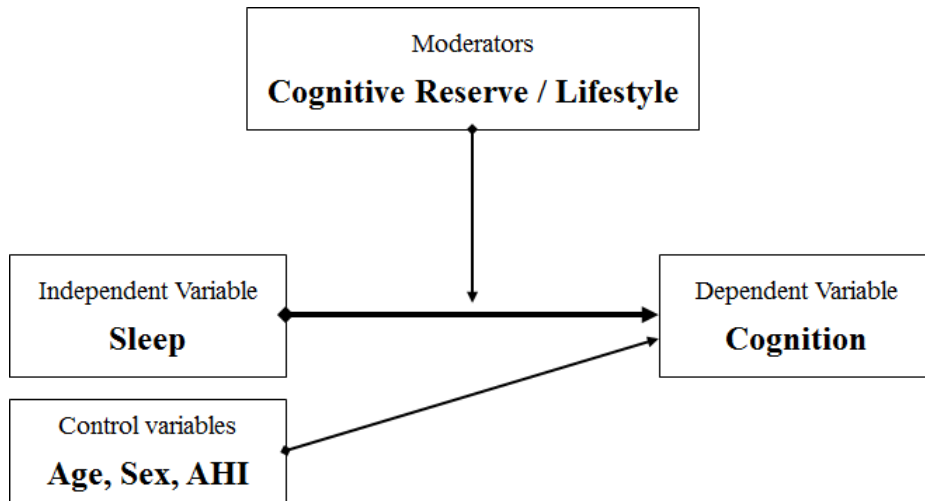 Moderators
Cognitive Reserve / Lifestyle
Independent Variable
Sleep
Dependent Variable
Cognition
Control variables
Age, Sex, AHI